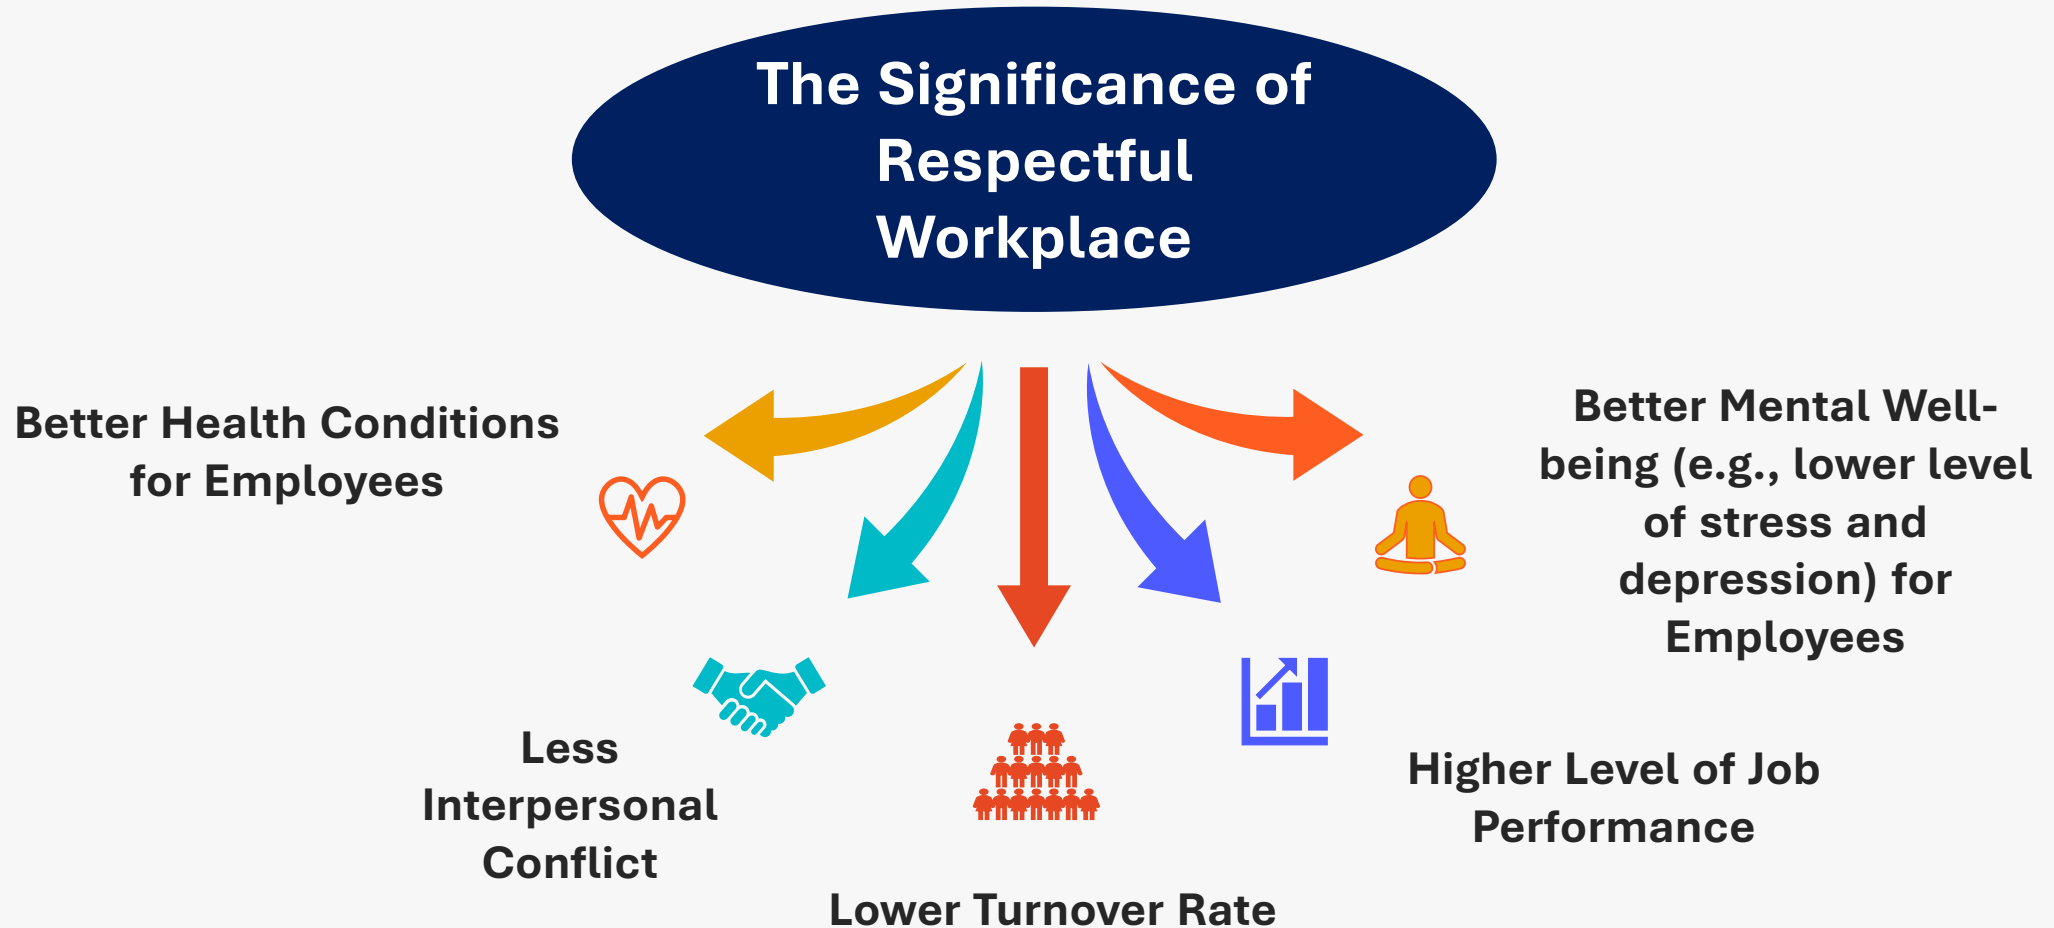 The Significance of
Respectful
Workplace
Better Health Conditions
for Employees
Less
Interpersonal
Conflict
Lower Turnover Rate
Higher Level of Job
Performance
Better Mental Well-
being (e.g., lower level
of stress and
depression) for
Employees